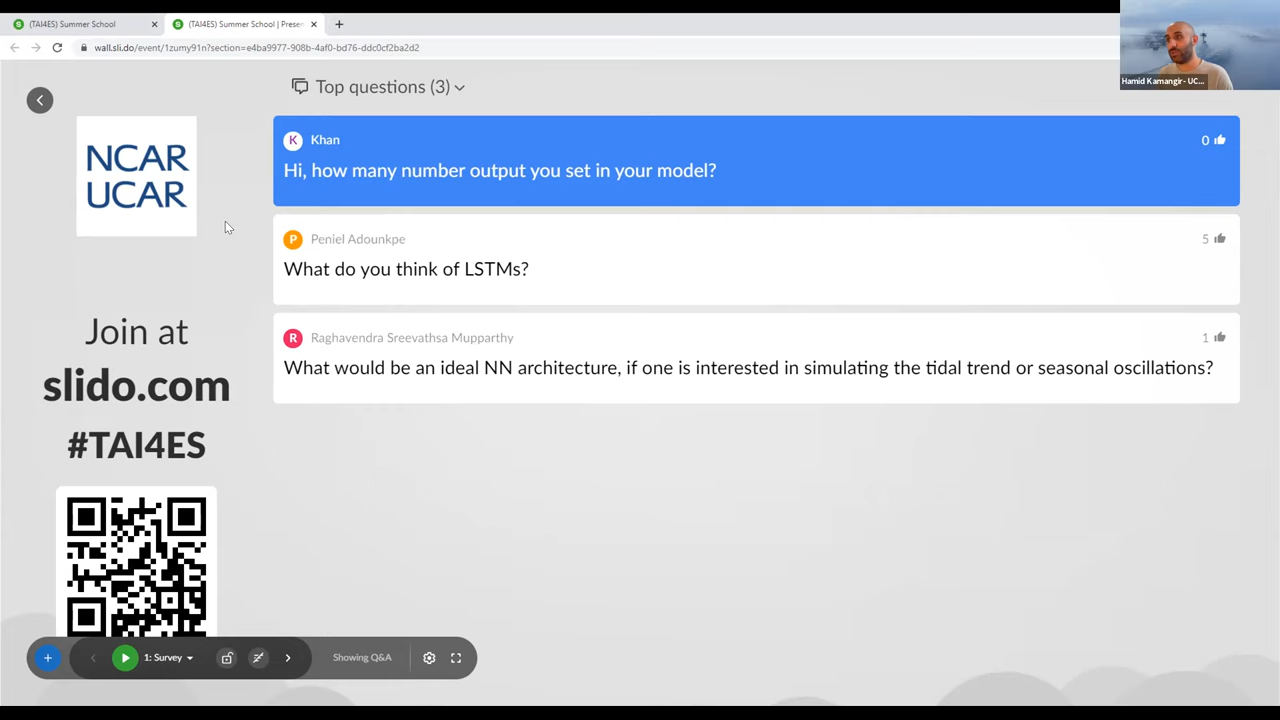 (TAI4ES) Summer School
(TAI4ES) Summer School | Presen
wall.sli.do/event/1zumy91n?section=e4ba9977-908b-4af0-bd76-ddc0cf2ba2d2
Hamid Kamangir- UC...
Top questions (3)
NCAR
UCAR
K Khan 0
Hi, how many number output you set in your model?
P Peniel Adounkpe 5
What do you think of LSTMs?
R Raghavendra Sreevathsa Mupparthy 1
What would be an ideal NN architecture, if one is interested in simulating the tidal trend or seasonal oscillations?
Join at
slido.com
#TAI4ES
1: Survey
Showing Q&A